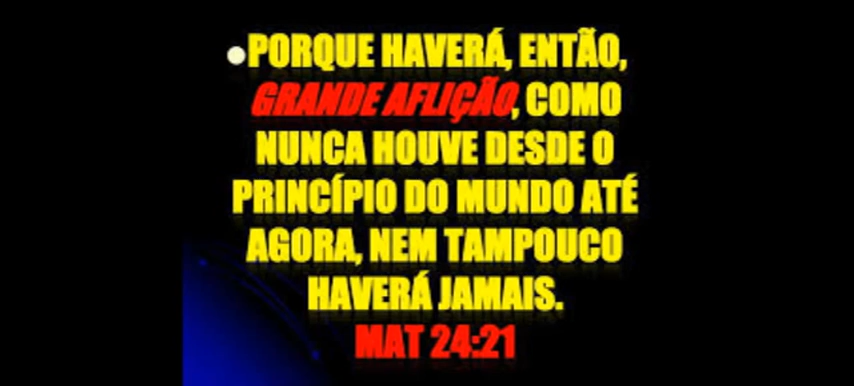 •PORQUE HAVERÁ, ENTÃO,
GRANDE AFLIÇÃO, COMO
NUNCA HOUVE DESDE O
PRINCÍPIO DO MUNDO ATÉ
AGORA, NEM TAMPOUCO
HAVERÁ JAMAIS.
MAT 24:21